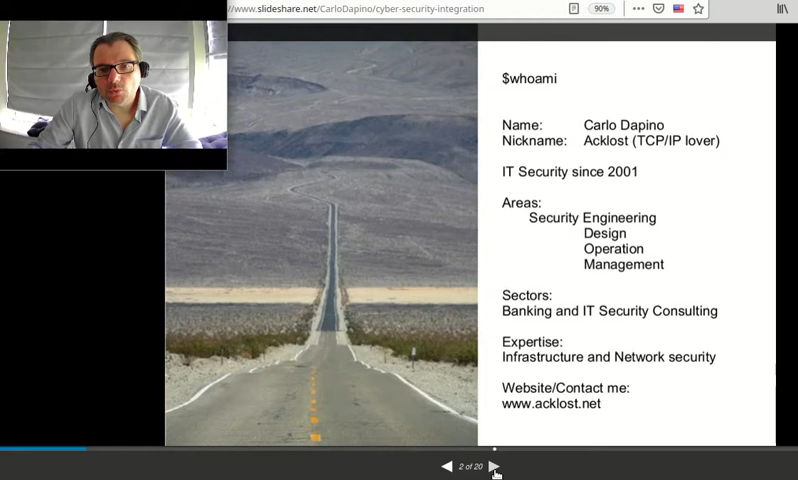 //www.slideshare.net/CarloDapino/cyber-security-integration
90%
$whoami
Name: Carlo Dapino
Nickname: Acklost (TCP/IP lover)
IT Security since 2001
Areas:
Security Engineering
Design
Operation
Management
Sectors:
Banking and IT Security Consulting
Expertise:
Infrastructure and Network security
Website/Contact me:
www.acklost.net
2 of 20